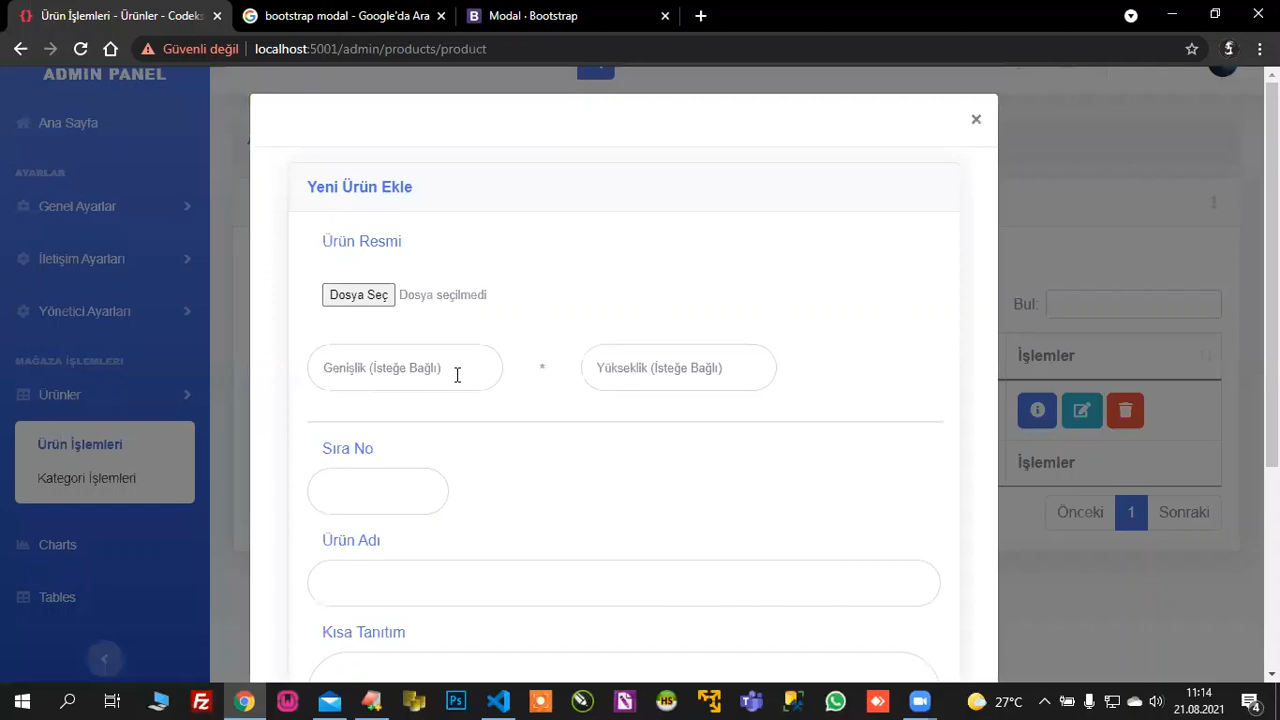 Ürün İşlemleri - Ürünler - Codek
bootstrap modal - Google'da Ara
Modal · Bootstrap
Güvenli değil
localhost:5001/admin/products/product
ADMIN PANEL
Ana Sayfa
AYARLAR
Genel Ayarlar
İletişim Ayarları
Yönetici Ayarları
MAĞAZA İŞLEMLERİ
Ürünler
Ürün İşlemleri
Kategori İşlemleri
Charts
Tables
×
Yeni Ürün Ekle
Ürün Resmi
Dosya Seç Dosya seçilmedi
Genişlik (İsteğe Bağlı) * Yükseklik (İsteğe Bağlı)
Sıra No
Ürün Adı
Kısa Tanıtım
Bul:
İşlemler
İşlemler
Önceki 1 Sonraki
27°C
11:14
21.08.2021
4